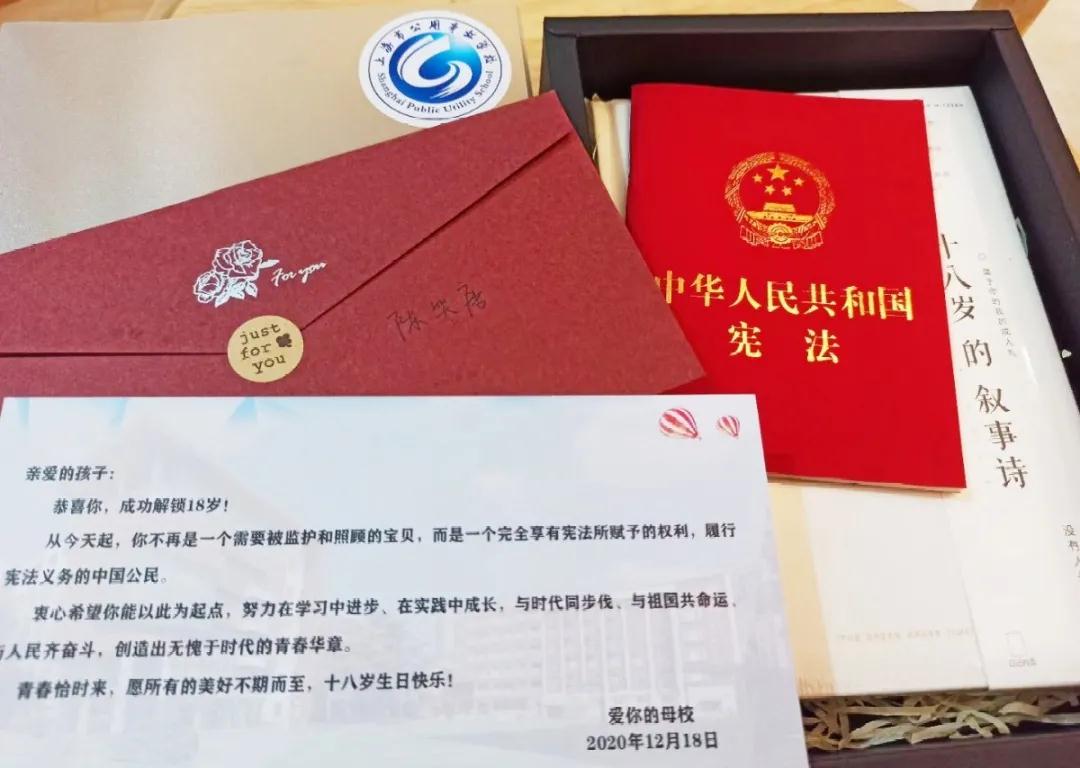 上海市公用事业学校
Shanghai Public Utility School
For you
just
for
you
中华人民共和国
宪 法
十八岁的叙事诗
亲爱的孩子：
恭喜你，成功解锁18岁！
从今天起，你不再是一个需要被监护和照顾的宝贝，而是一个完全享有宪法所赋予的权利，履行
宪法义务的中国公民。
衷心希望你能以此为起点，努力在学习中进步、在实践中成长，与时代同步伐、与祖国共命运、
与人民齐奋斗，创造出无愧于时代的青春华章。
青春恰时来，愿所有的美好不期而至，十八岁生日快乐！
爱你的母校
2020年12月18日